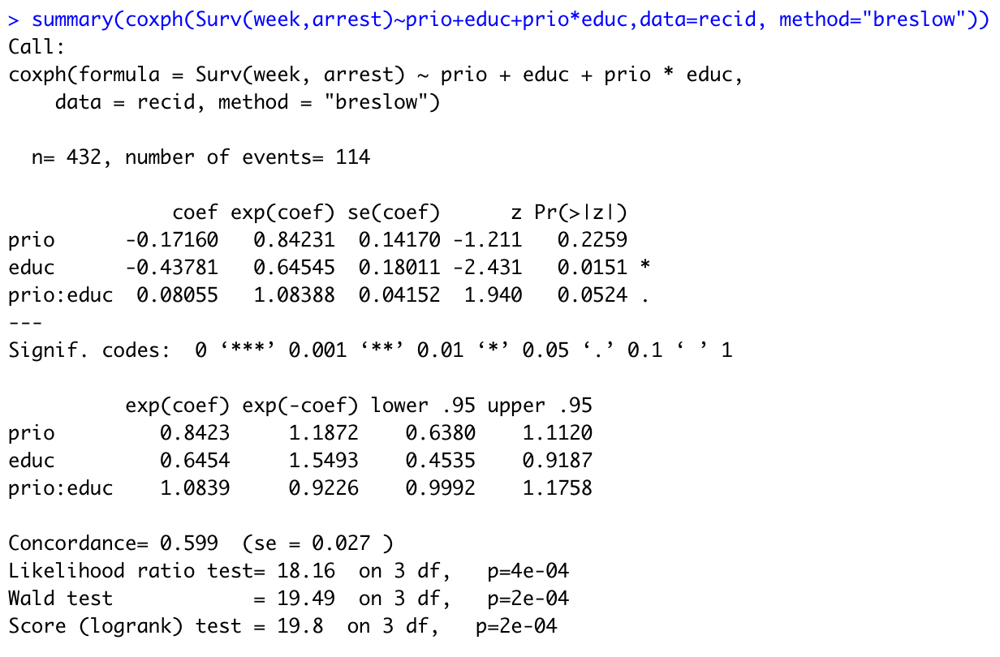 > summary(coxph(Surv(week,arrest)~prio+educ+prio*educ,data=recid, method="breslow"))
Call:
coxph(formula = Surv(week, arrest) ~ prio + educ + prio * educ,
    data = recid, method = "breslow")

  n= 432, number of events= 114

              coef exp(coef) se(coef)      z Pr(>|z|)
prio      -0.17160   0.84231  0.14170 -1.211   0.2259
educ      -0.43781   0.64545  0.18011 -2.431   0.0151 *
prio:educ  0.08055   1.08388  0.04152  1.940   0.0524 .
---
Signif. codes:  0 ‘***’ 0.001 ‘**’ 0.01 ‘*’ 0.05 ‘.’ 0.1 ‘ ’ 1

          exp(coef) exp(-coef) lower .95 upper .95
prio         0.8423     1.1872    0.6380    1.1120
educ         0.6454     1.5493    0.4535    0.9187
prio:educ    1.0839     0.9226    0.9992    1.1758

Concordance= 0.599  (se = 0.027 )
Likelihood ratio test= 18.16  on 3 df,   p=4e-04
Wald test            = 19.49  on 3 df,   p=2e-04
Score (logrank) test = 19.8  on 3 df,   p=2e-04